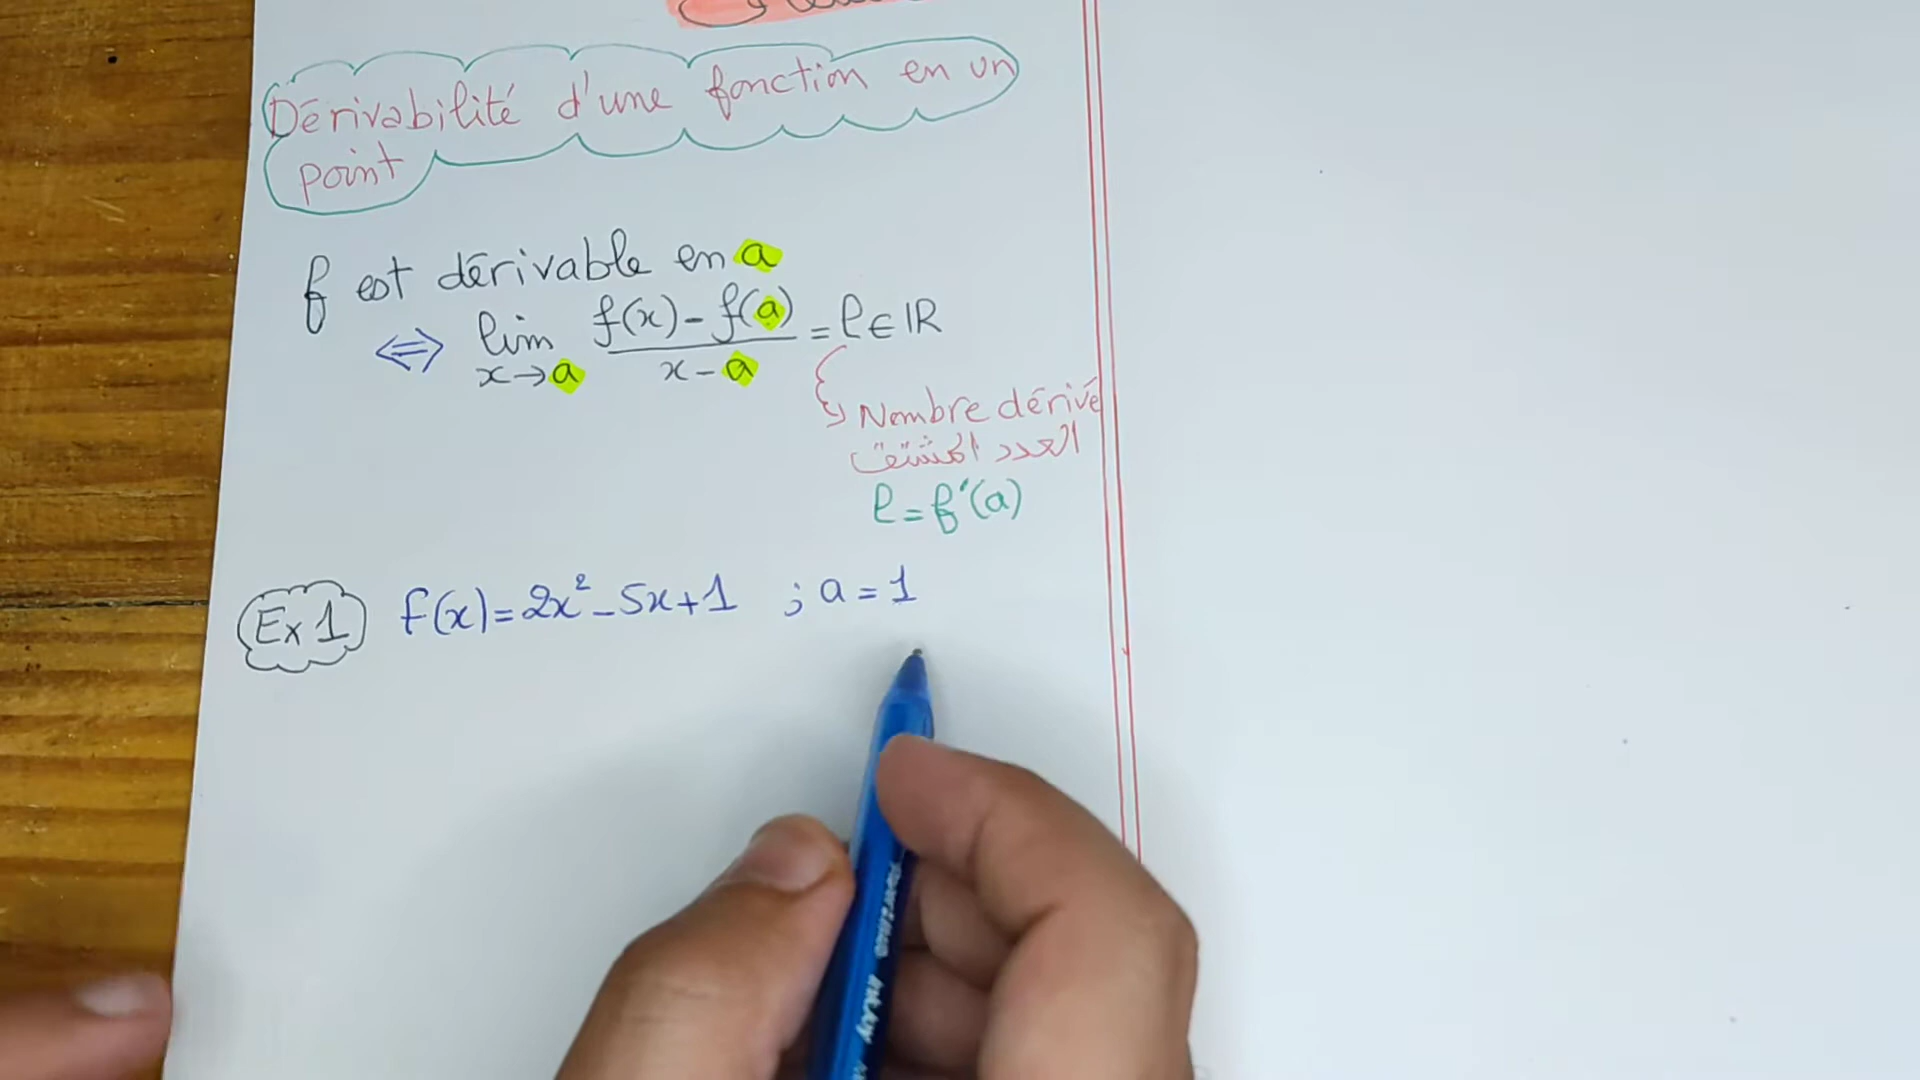 Dérivabilité d'une fonction en un
point
f est dérivable en a
⇔ lim x→a (f(x)-f(a))/(x-a) = l ∈ IR
Nombre dérivé
العدد المشتق
l = f'(a)
Ex 1 f(x)=2x²-5x+1 ; a=1